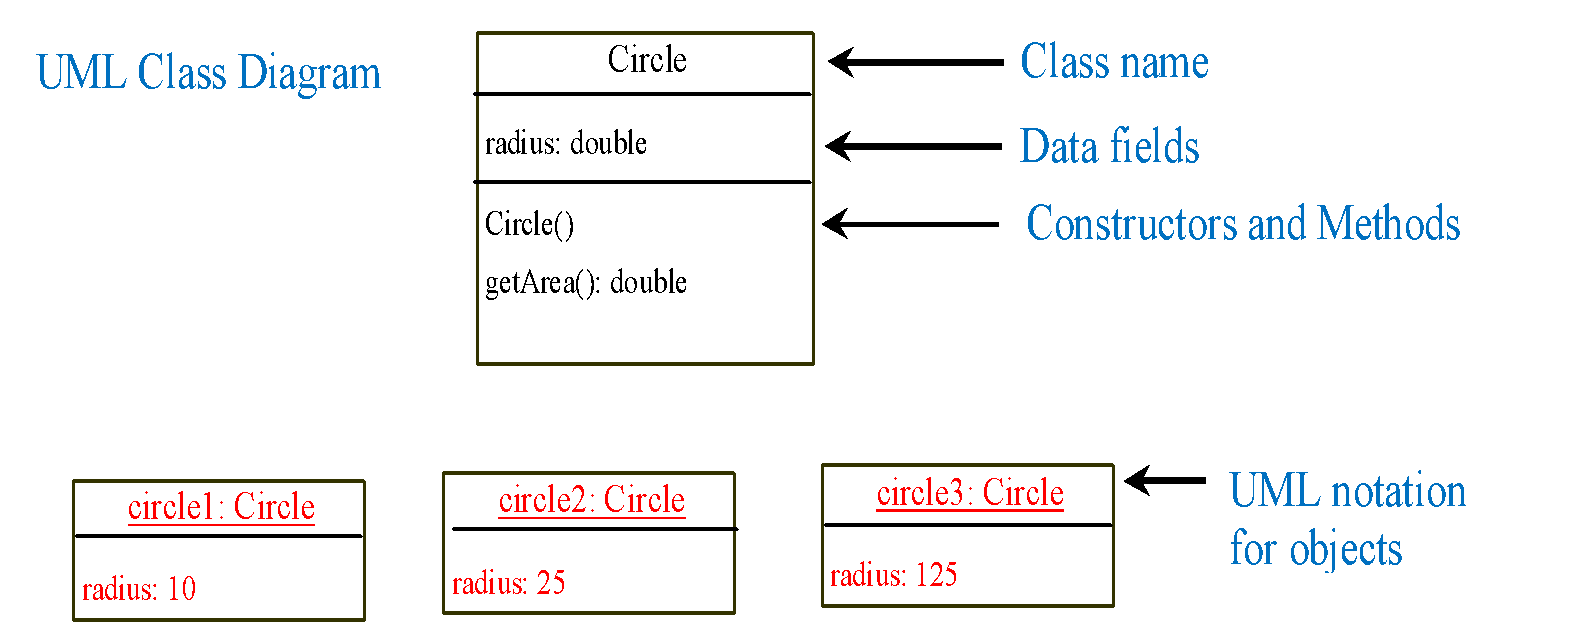 UML Class Diagram
Circle
Class name
radius: double
Data fields
Circle()
Constructors and Methods
getArea(): double
circle1: Circle
radius: 10
circle2: Circle
radius: 25
circle3: Circle
radius: 125
UML notation
for objects